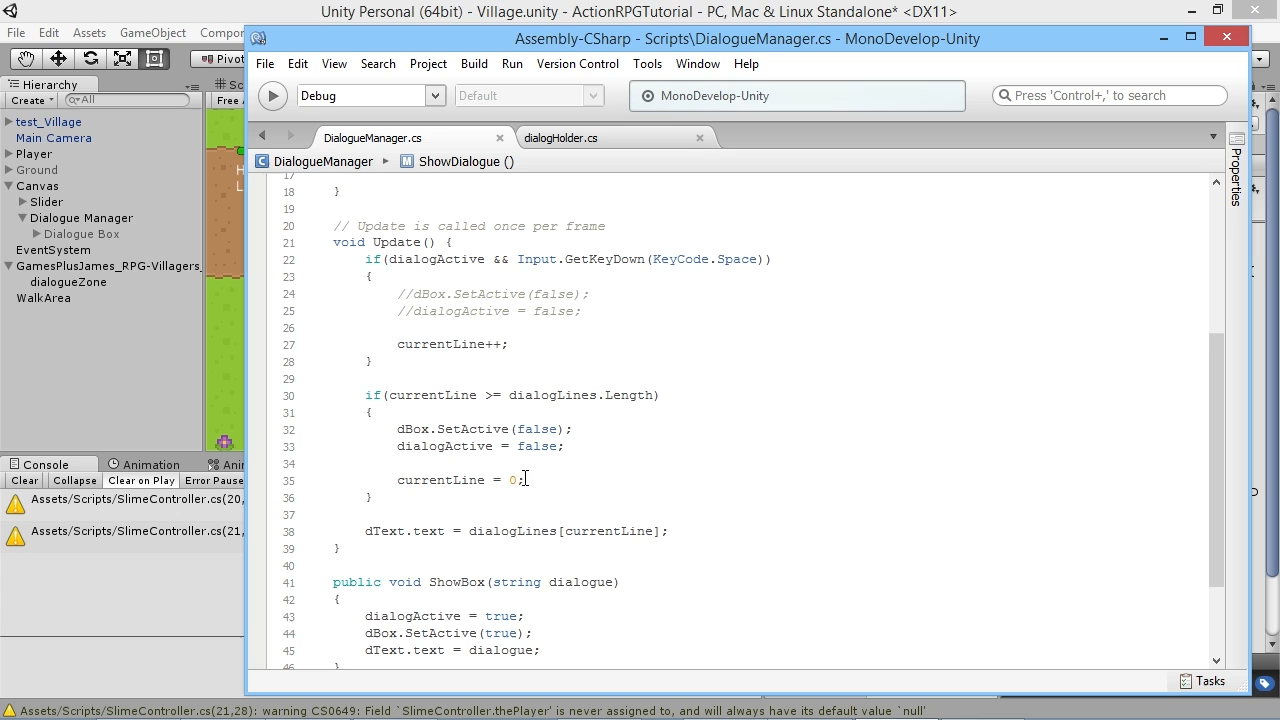 Unity Personal (64bit) - Village.unity - ActionRPGTutorial - PC, Mac & Linux Standalone* <DX11>
File Edit Assets GameObject
Assembly-CSharp - Scripts\DialogueManager.cs - MonoDevelop-Unity
File Edit View Search Project Build Run Version Control Tools Window Help
Hierarchy
Create All
test_Village
Main Camera
Player
Ground
Canvas
Slider
Dialogue Manager
Dialogue Box
EventSystem
GamesPlusJames_RPG-Villagers_
dialogueZone
WalkArea
Debug
Default
MonoDevelop-Unity
Press 'Control+,' to search
DialogueManager.cs
dialogHolder.cs
DialogueManager
ShowDialogue ()
Properties
17
18 }
19
20 // Update is called once per frame
21 void Update() {
22 if(dialogActive && Input.GetKeyDown(KeyCode.Space))
23 {
24 //dBox.SetActive(false);
25 //dialogActive = false;
26
27 currentLine++;
28 }
29
30 if(currentLine >= dialogLines.Length)
31 {
32 dBox.SetActive(false);
33 dialogActive = false;
34
35 currentLine = 0;
36 }
37
38 dText.text = dialogLines[currentLine];
39 }
40
41 public void ShowBox(string dialogue)
42 {
43 dialogActive = true;
44 dBox.SetActive(true);
45 dText.text = dialogue;
46 }
Tasks
Console Animation
Clear Collapse Clear on Play Error Pause
Assets/Scripts/SlimeController.cs(20,
Assets/Scripts/SlimeController.cs(21,
Assets/Scripts/SlimeController.cs(21,28): warning CS0649: Field `SlimeController.thePlayer' is never assigned to, and will always have its default value `null'